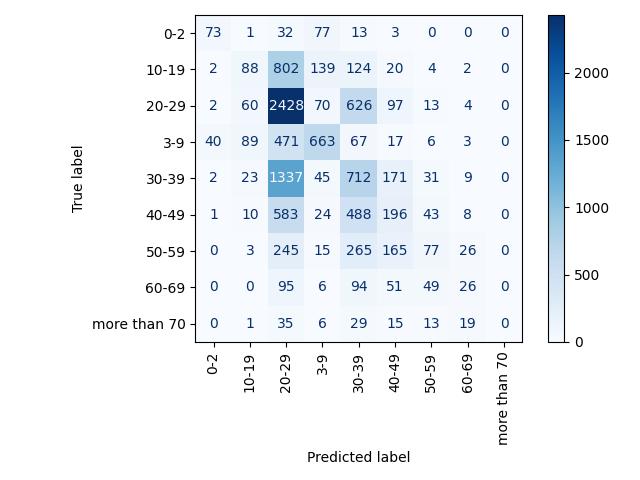 0-2 73 1 32 77 13 3 0 0 0
10-19 2 88 802 139 124 20 4 2 0
20-29 2 60 2428 70 626 97 13 4 0
3-9 40 89 471 663 67 17 6 3 0
30-39 2 23 1337 45 712 171 31 9 0
40-49 1 10 583 24 488 196 43 8 0
50-59 0 3 245 15 265 165 77 26 0
60-69 0 0 95 6 94 51 49 26 0
more than 70 0 1 35 6 29 15 13 19 0
True label
0-2 10-19 20-29 3-9 30-39 40-49 50-59 60-69 more than 70
Predicted label
2000
1500
1000
500
0